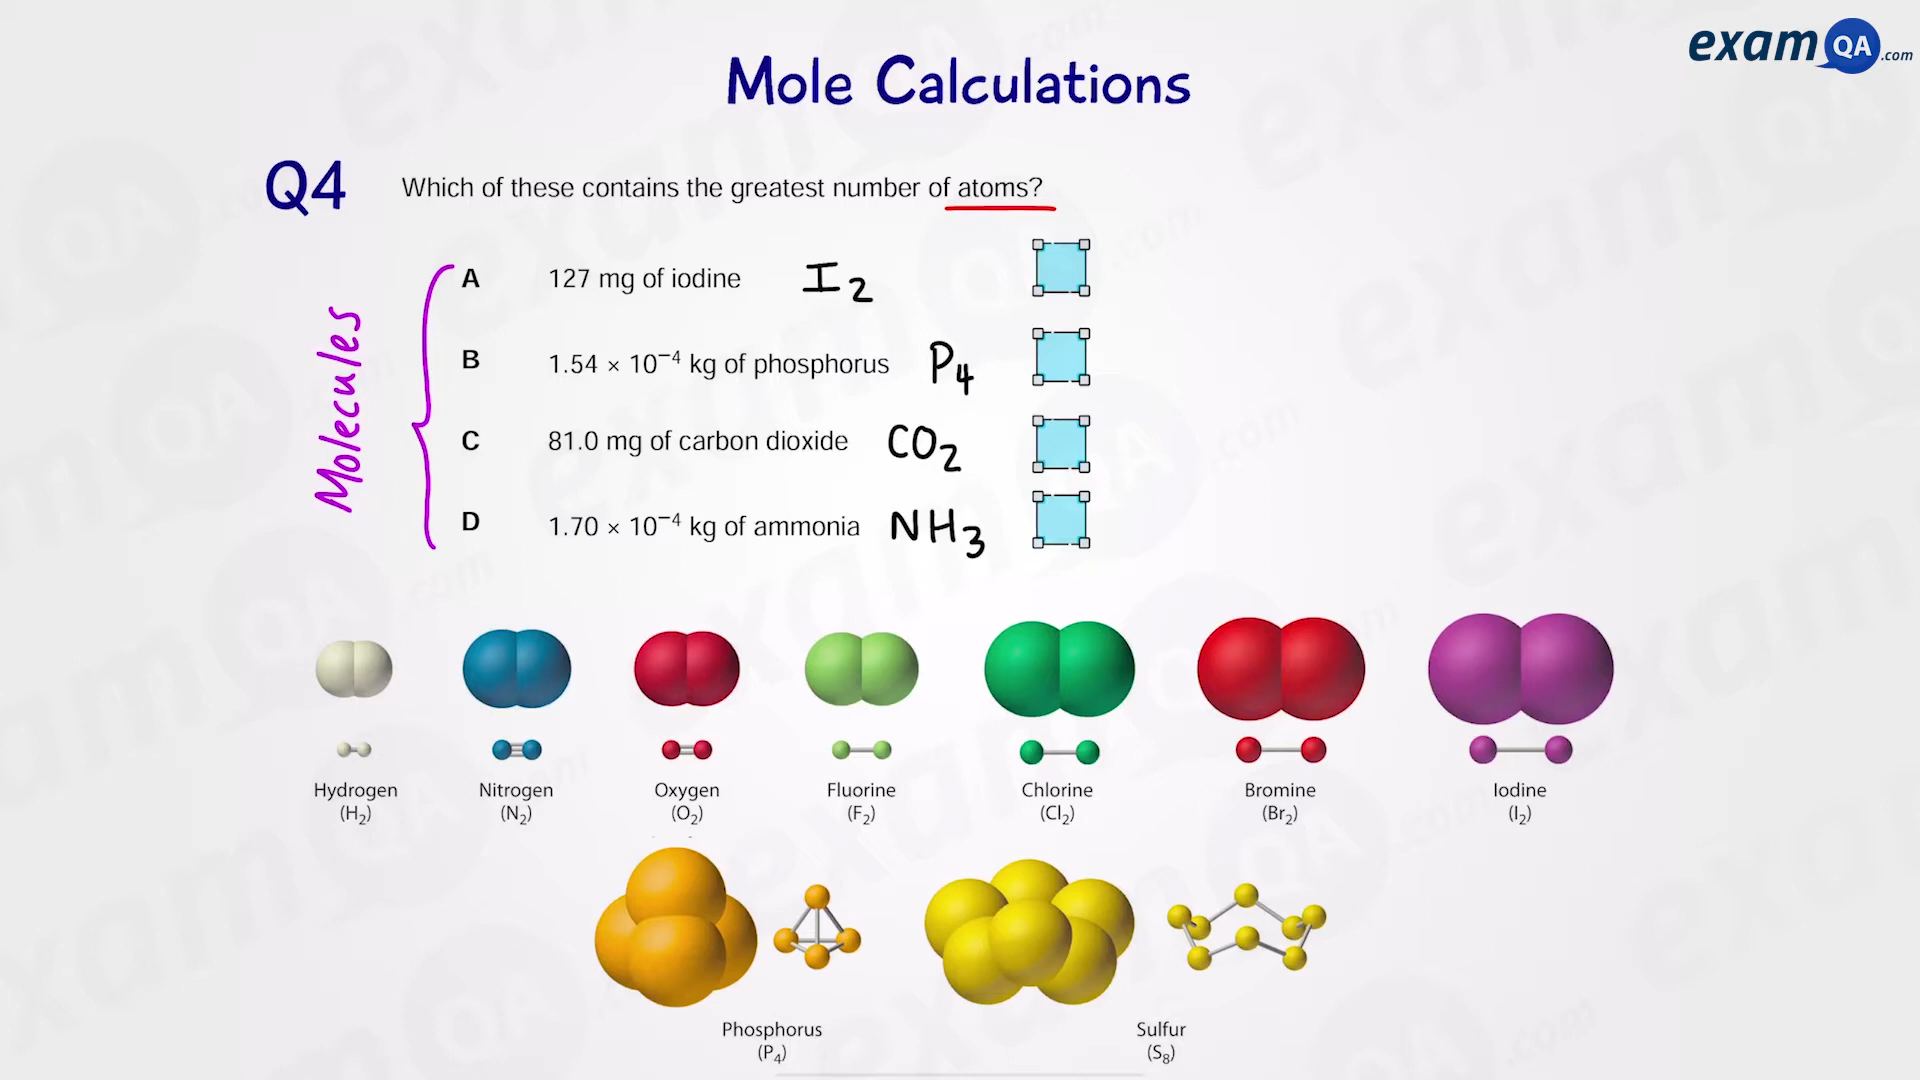 exam QA .com
Mole Calculations
Q4 Which of these contains the greatest number of atoms?
Molecules
A 127 mg of iodine I₂
B 1.54 × 10⁻⁴ kg of phosphorus P₄
C 81.0 mg of carbon dioxide CO₂
D 1.70 × 10⁻⁴ kg of ammonia NH₃
Hydrogen Nitrogen Oxygen Fluorine Chlorine Bromine Iodine
(H₂) (N₂) (O₂) (F₂) (Cl₂) (Br₂) (I₂)
Phosphorus Sulfur
(P₄) (S₈)